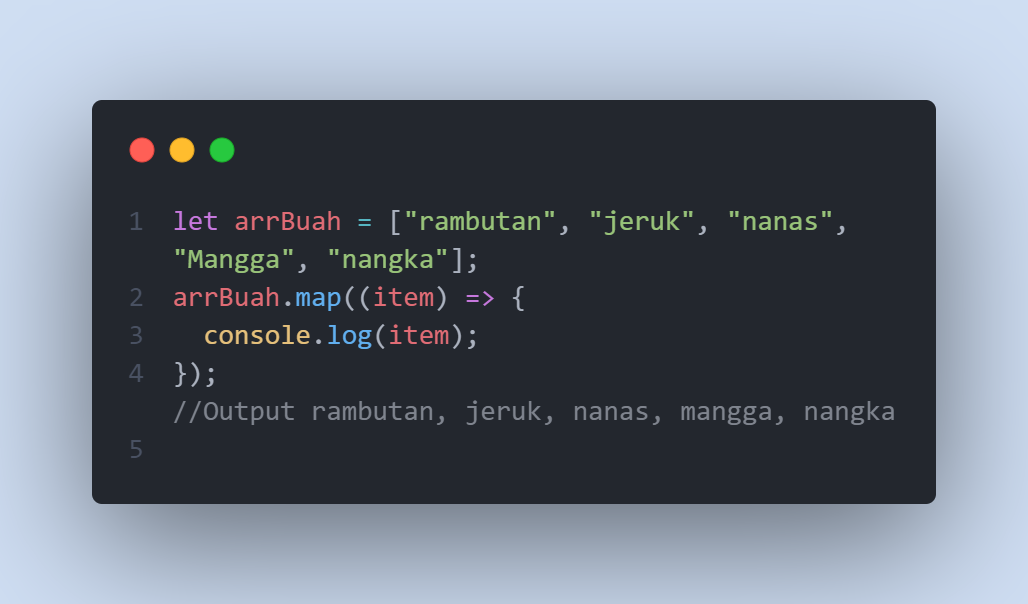 1 let arrBuah = ["rambutan", "jeruk", "nanas",
"Mangga", "nangka"];
2 arrBuah.map((item) => {
3   console.log(item);
4 });
//Output rambutan, jeruk, nanas, mangga, nangka
5